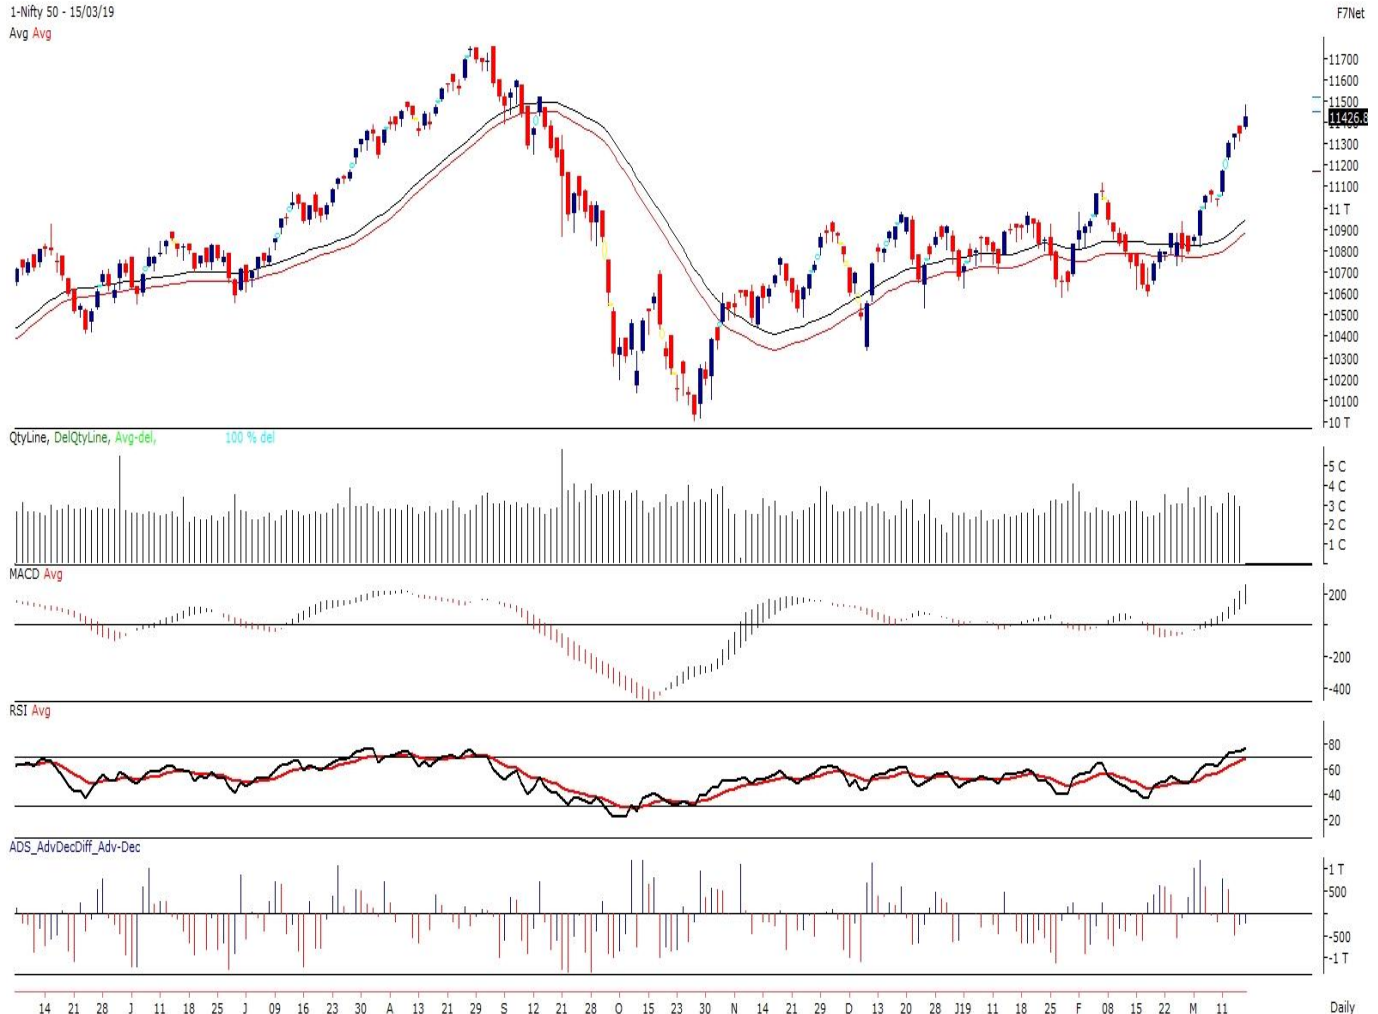 1-Nifty 50 - 15/03/19
F7Net
Avg Avg
11700
11600
11500
11426.8
11300
11200
11100
11 T
10900
10800
10700
10600
10500
10400
10300
10200
10100
10 T
QtyLine, DelQtyLine, Avg-del, 100 % del
5 C
4 C
3 C
2 C
1 C
MACD Avg
200
-200
-400
RSI Avg
80
60
40
20
ADS_AdvDecDiff_Adv-Dec
1 T
500
-500
-1 T
14 21 28 J 11 18 25 J 09 16 23 30 A 13 21 29 S 12 21 28 O 15 23 30 N 14 21 29 D 13 20 28 J19 11 18 25 F 08 15 22 M 11 Daily